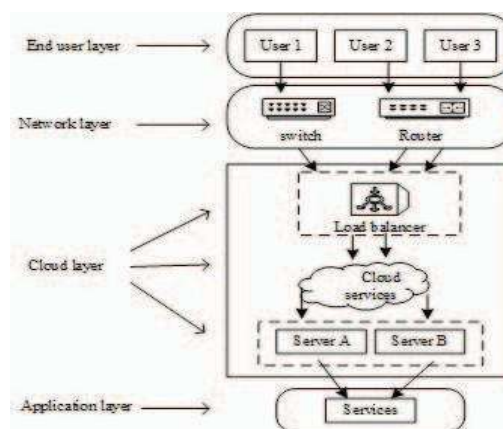 End user layer
User 1
User 2
User 3
Network layer
switch
Router
Load balancer
Cloud layer
Cloud
services
Server A
Server B
Application layer
Services